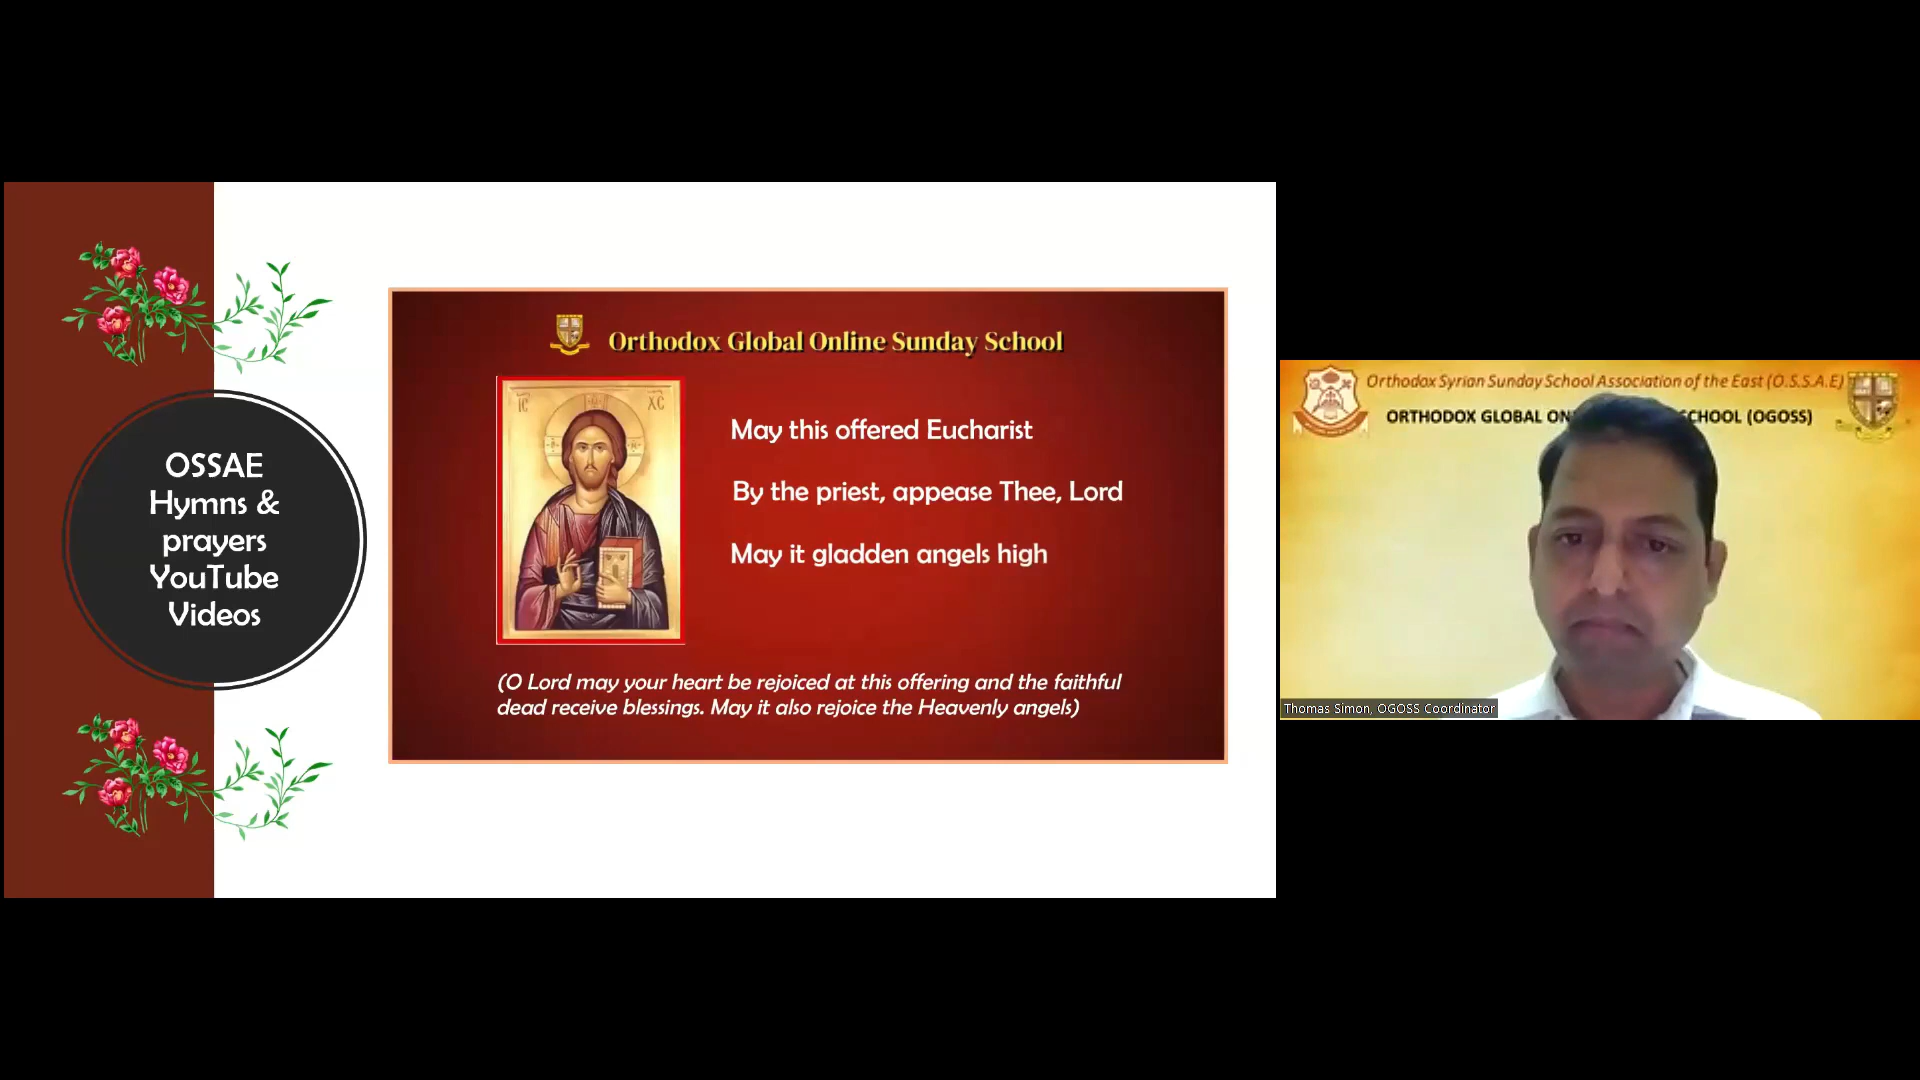 OSSAE
Hymns &
prayers
YouTube
Videos
Orthodox Global Online Sunday School
IC XC
May this offered Eucharist
By the priest, appease Thee, Lord
May it gladden angels high
(O Lord may your heart be rejoiced at this offering and the faithful
dead receive blessings. May it also rejoice the Heavenly angels)
Orthodox Syrian Sunday School Association of the East (O.S.S.A.E)
ORTHODOX GLOBAL ON CHOOL (OGOSS)
Thomas Simon, OGOSS Coordinator